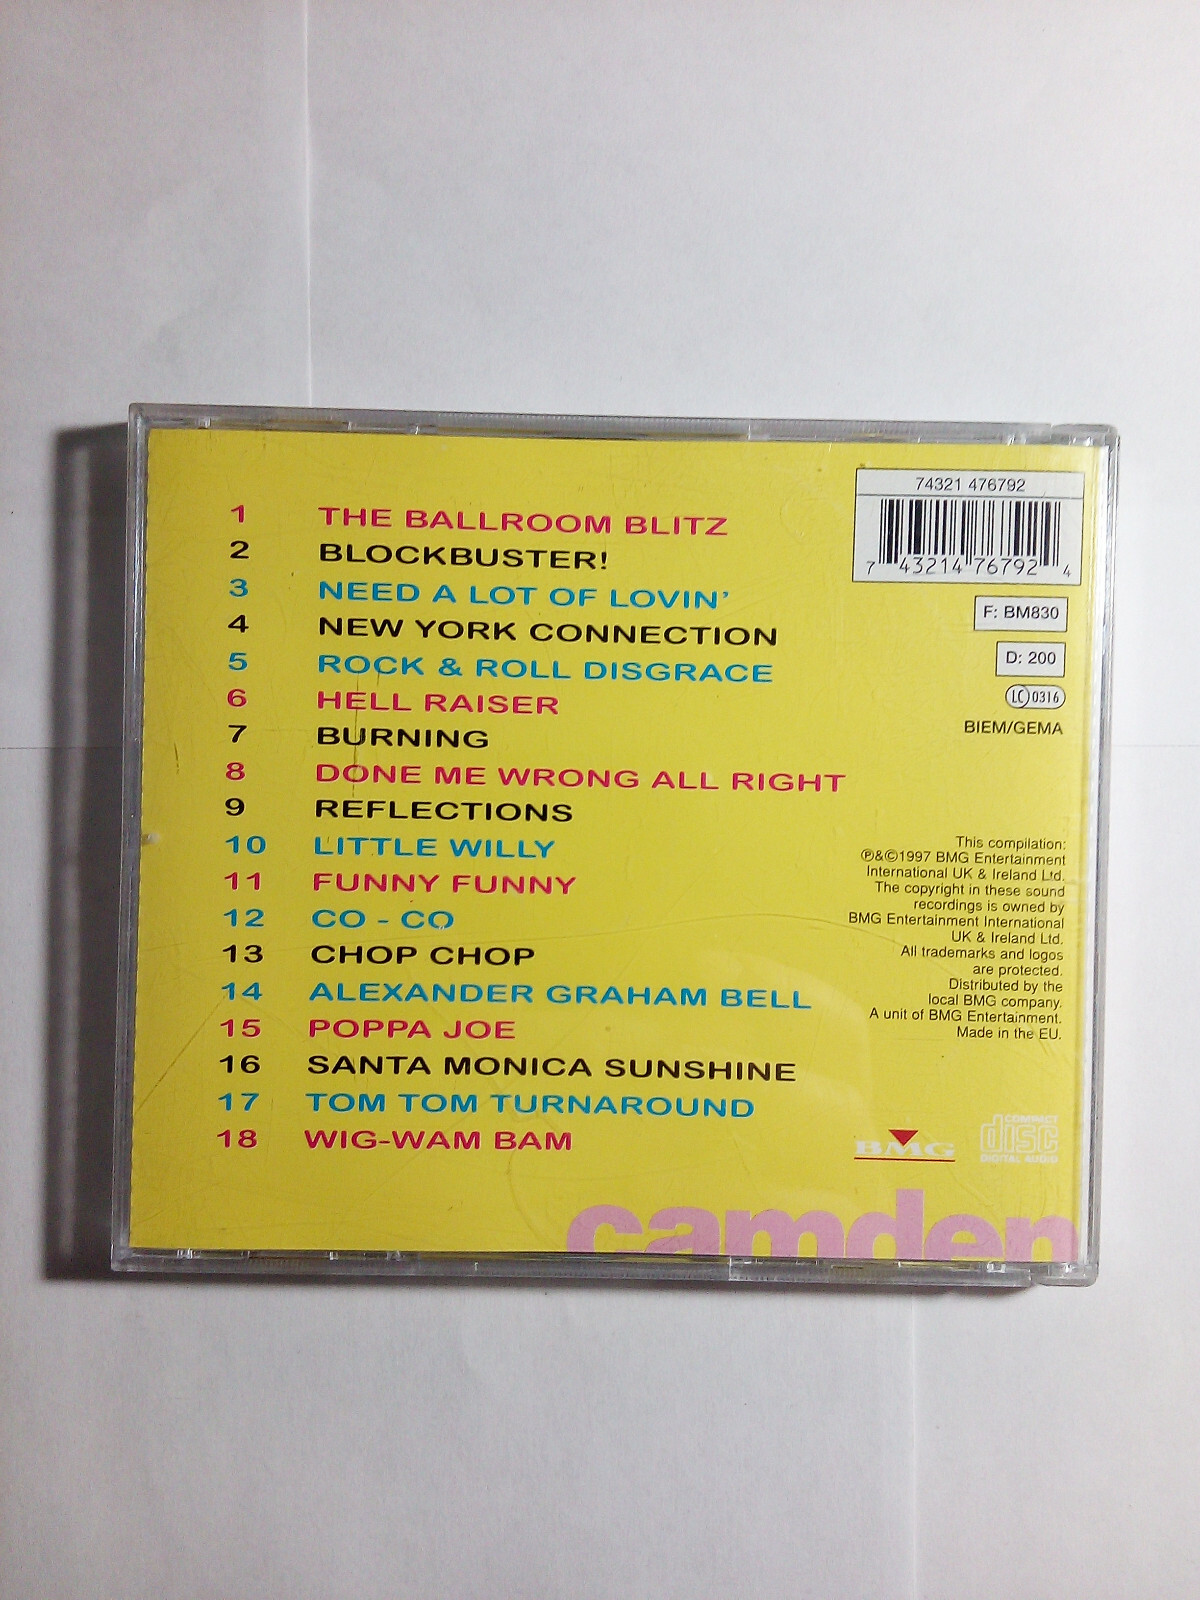 1 THE BALLROOM BLITZ
2 BLOCKBUSTER!
3 NEED A LOT OF LOVIN'
4 NEW YORK CONNECTION
5 ROCK & ROLL DISGRACE
6 HELL RAISER
7 BURNING
8 DONE ME WRONG ALL RIGHT
9 REFLECTIONS
10 LITTLE WILLY
11 FUNNY FUNNY
12 CO - CO
13 CHOP CHOP
14 ALEXANDER GRAHAM BELL
15 POPPA JOE
16 SANTA MONICA SUNSHINE
17 TOM TOM TURNAROUND
18 WIG-WAM BAM
74321 476792
7 43214 76792 4
F: BM830
D: 200
LC 0316
BIEM/GEMA
This compilation:
℗&©1997 BMG Entertainment
International UK & Ireland Ltd.
The copyright in these sound
recordings is owned by
BMG Entertainment International
UK & Ireland Ltd.
All trademarks and logos
are protected.
Distributed by the
local BMG company.
A unit of BMG Entertainment.
Made in the EU.
BMG
COMPACT
disc
DIGITAL AUDIO
camden